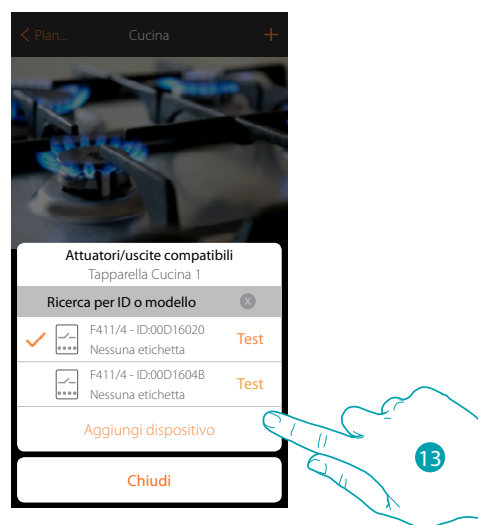 < Pian... Cucina +
Attuatori/uscite compatibili
Tapparella Cucina 1
Ricerca per ID o modello X
F411/4 - ID:00D16020
Test
Nessuna etichetta
F411/4 - ID:00D1604B
Test
Nessuna etichetta
Aggiungi dispositivo
13
Chiudi